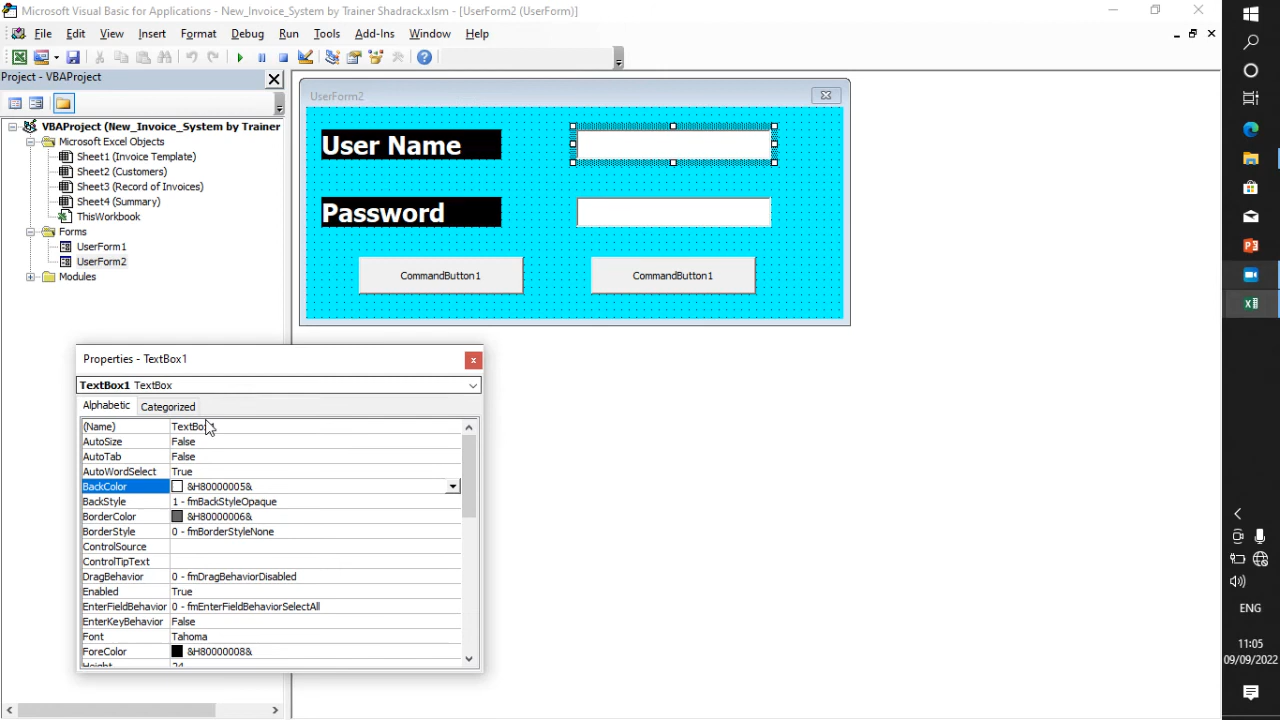 Microsoft Visual Basic for Applications - New_Invoice_System by Trainer Shadrack.xlsm - [UserForm2 (UserForm)]
File Edit View Insert Format Debug Run Tools Add-Ins Window Help
Project - VBAProject
VBAProject (New_Invoice_System by Trainer
Microsoft Excel Objects
Sheet1 (Invoice Template)
Sheet2 (Customers)
Sheet3 (Record of Invoices)
Sheet4 (Summary)
ThisWorkbook
Forms
UserForm1
UserForm2
Modules
UserForm2
User Name
Password
CommandButton1 CommandButton1
Properties - TextBox1
TextBox1 TextBox
Alphabetic Categorized
(Name) TextBox1
AutoSize False
AutoTab False
AutoWordSelect True
BackColor &H80000005&
BackStyle 1 - fmBackStyleOpaque
BorderColor &H80000006&
BorderStyle 0 - fmBorderStyleNone
ControlSource
ControlTipText
DragBehavior 0 - fmDragBehaviorDisabled
Enabled True
EnterFieldBehavior 0 - fmEnterFieldBehaviorSelectAll
EnterKeyBehavior False
Font Tahoma
ForeColor &H80000008&
Height 24
ENG
11:05
09/09/2022